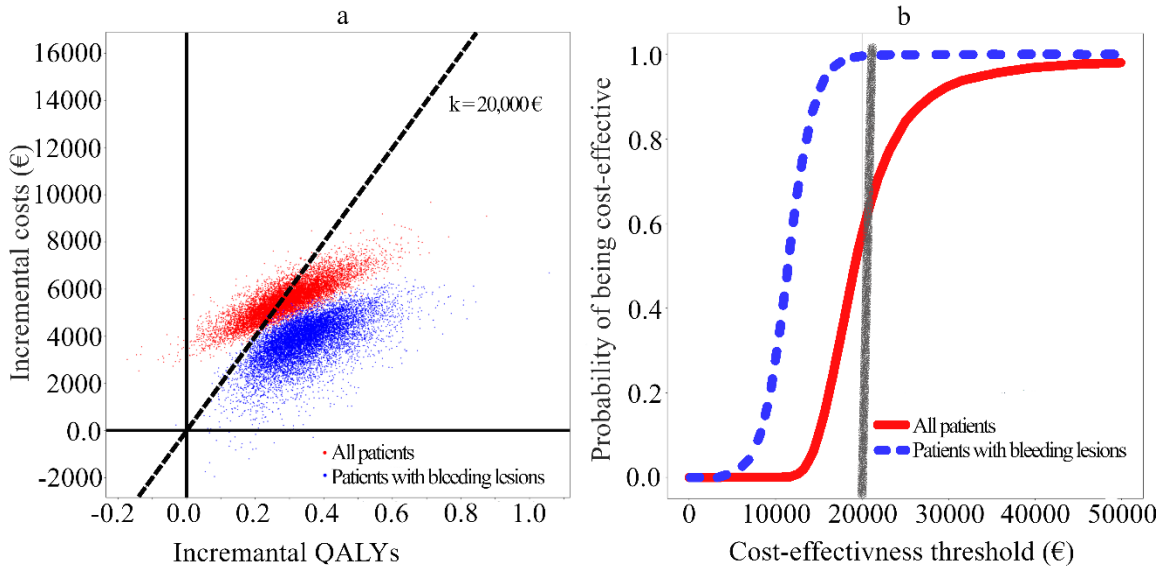 a
Incremental costs (€)
16000
14000
12000
10000
8000
6000
4000
2000
0.0
-2000
k = 20,000 €
All patients
Patients with bleeding lesions
-0.2 0.0 0.2 0.4 0.6 0.8 1.0
Incremantal QALYs
b
Probability of being cost-effective
1.0
0.8
0.6
0.4
0.2
0.0
All patients
Patients with bleeding lesions
0 10000 20000 30000 40000 50000
Cost-effectivness threshold (€)